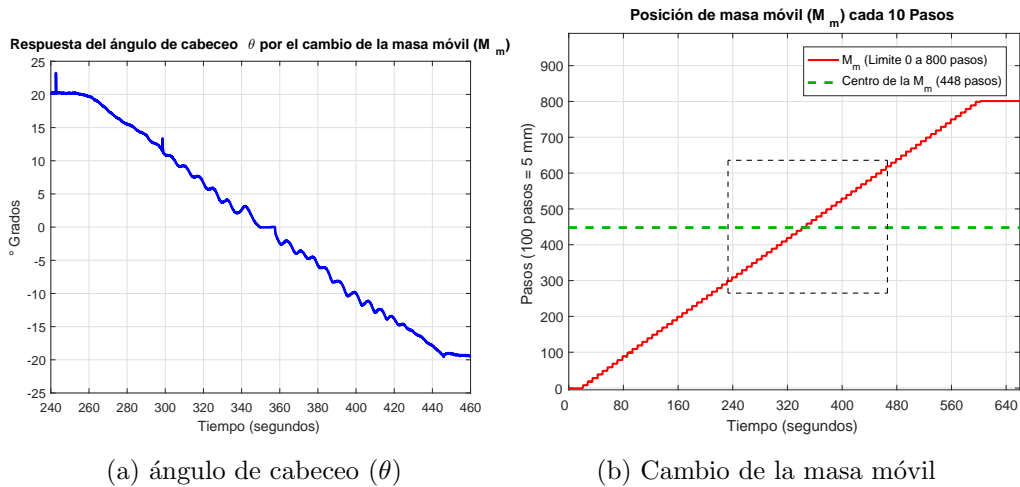 Respuesta del ángulo de cabeceo θ por el cambio de la masa móvil (M_m)
25
20
15
10
5
0
-5
-10
-15
-20
-25
° Grados
240 260 280 300 320 340 360 380 400 420 440 460
Tiempo (segundos)
(a) ángulo de cabeceo (θ)
Posición de masa móvil (M_m) cada 10 Pasos
M_m (Limite 0 a 800 pasos)
Centro de la M_m (448 pasos)
900
800
700
600
500
400
300
200
100
0
Pasos (100 pasos = 5 mm)
0 80 160 240 320 400 480 560 640
Tiempo (segundos)
(b) Cambio de la masa móvil